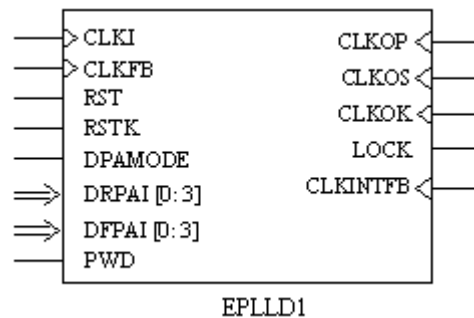 CLKI
CLKFB
RST
RSTK
DPAMODE
DRPAI [0:3]
DFPAI [0:3]
PWD
CLKOP
CLKOS
CLKOK
LOCK
CLKINTFB
EPLLD1